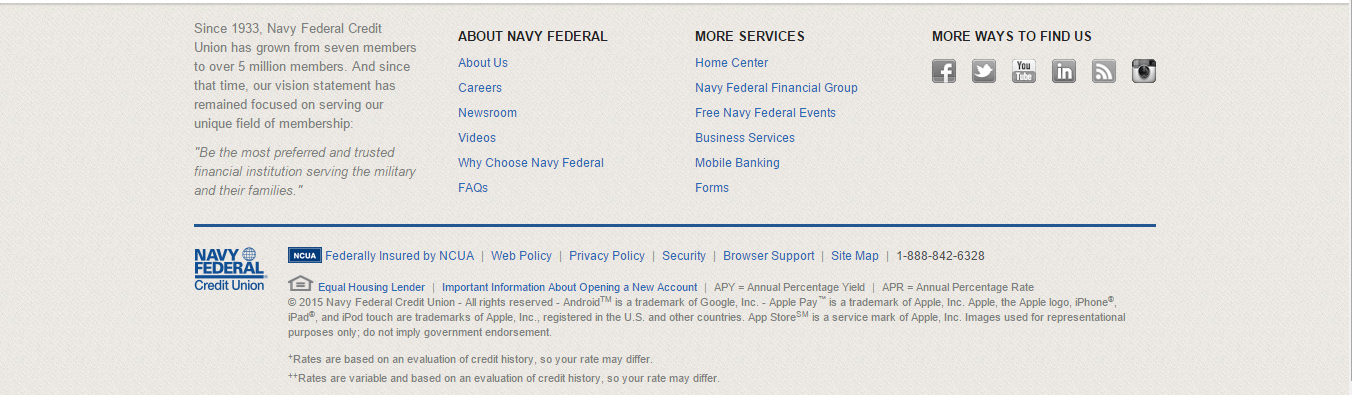 Since 1933, Navy Federal Credit
Union has grown from seven members
to over 5 million members. And since
that time, our vision statement has
remained focused on serving our
unique field of membership:
"Be the most preferred and trusted
financial institution serving the military
and their families."
ABOUT NAVY FEDERAL
About Us
Careers
Newsroom
Videos
Why Choose Navy Federal
FAQs
MORE SERVICES
Home Center
Navy Federal Financial Group
Free Navy Federal Events
Business Services
Mobile Banking
Forms
MORE WAYS TO FIND US
You
Tube
in
NAVY
FEDERAL
Credit Union
NCUA Federally Insured by NCUA | Web Policy | Privacy Policy | Security | Browser Support | Site Map | 1-888-842-6328
Equal Housing Lender | Important Information About Opening a New Account | APY = Annual Percentage Yield | APR = Annual Percentage Rate
© 2015 Navy Federal Credit Union - All rights reserved - Android™ is a trademark of Google, Inc. - Apple Pay™ is a trademark of Apple, Inc. Apple, the Apple logo, iPhone®,
iPad®, and iPod touch are trademarks of Apple, Inc., registered in the U.S. and other countries. App Store℠ is a service mark of Apple, Inc. Images used for representational
purposes only; do not imply government endorsement.
+Rates are based on an evaluation of credit history, so your rate may differ.
++Rates are variable and based on an evaluation of credit history, so your rate may differ.